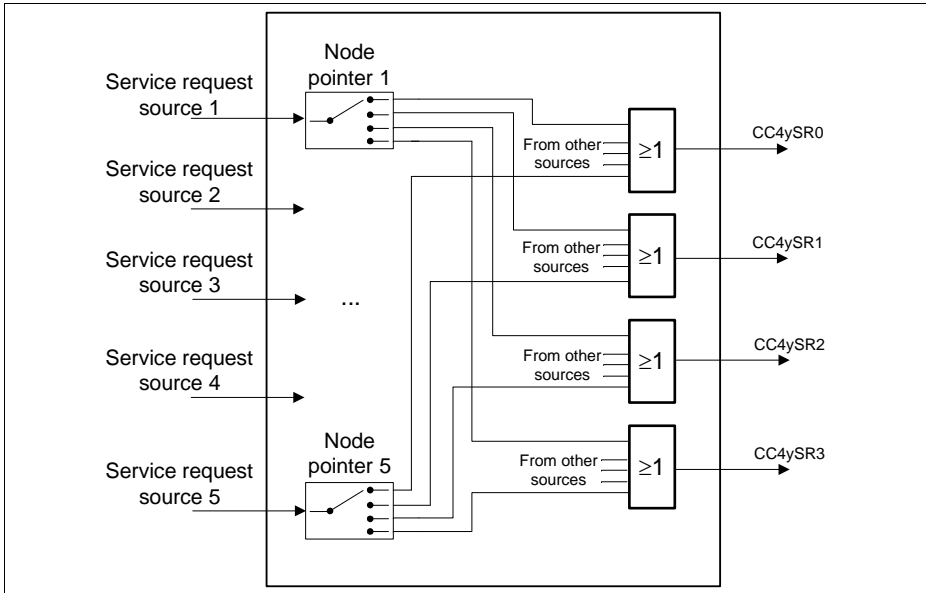 Node
pointer 1
Service request
source 1
Service request
source 2
Service request
source 3
...
Service request
source 4
Service request
source 5
Node
pointer 5
From other
sources
≥1
CC4ySR0
From other
sources
≥1
CC4ySR1
From other
sources
≥1
CC4ySR2
From other
sources
≥1
CC4ySR3